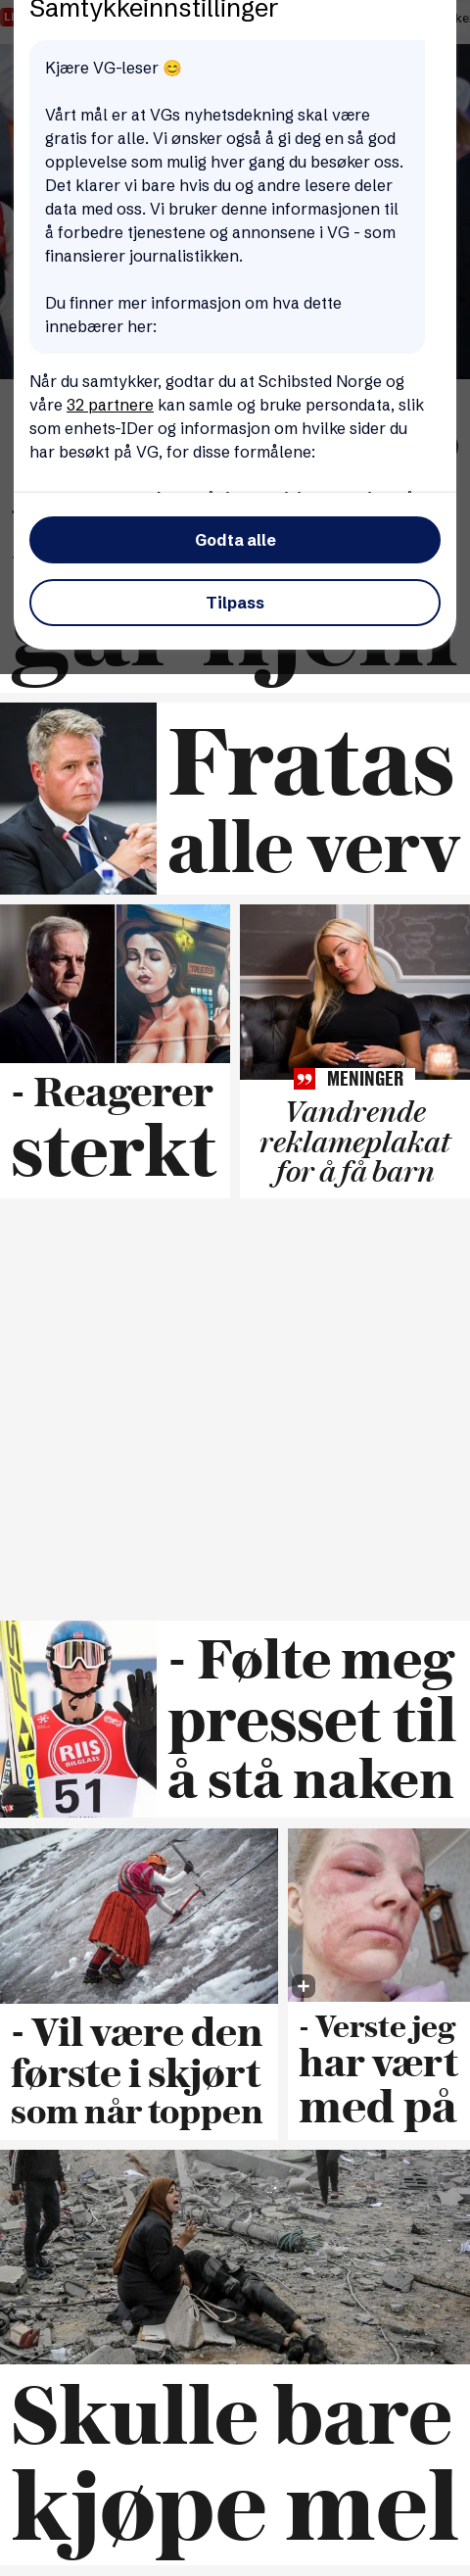 Samtykkeinnstillinger
Kjære VG-leser 😊
Vårt mål er at VGs nyhetsdekning skal være
gratis for alle. Vi ønsker også å gi deg en så god
opplevelse som mulig hver gang du besøker oss.
Det klarer vi bare hvis du og andre lesere deler
data med oss. Vi bruker denne informasjonen til
å forbedre tjenestene og annonsene i VG - som
finansierer journalistikken.
Du finner mer informasjon om hva dette
innebærer her:
Når du samtykker, godtar du at Schibsted Norge og
våre 32 partnere kan samle og bruke persondata, slik
som enhets-IDer og informasjon om hvilke sider du
har besøkt på VG, for disse formålene:
Godta alle
Tilpass
Fratas
alle verv
- Reagerer
sterkt
MENINGER
Vandrende
reklameplakat
for å få barn
FIS
RIIS
BILGLASS
51
- Følte meg
presset til
å stå naken
- Vil være den
første i skjørt
som når toppen
- Verste jeg
har vært
med på
Skulle bare
kjøpe mel